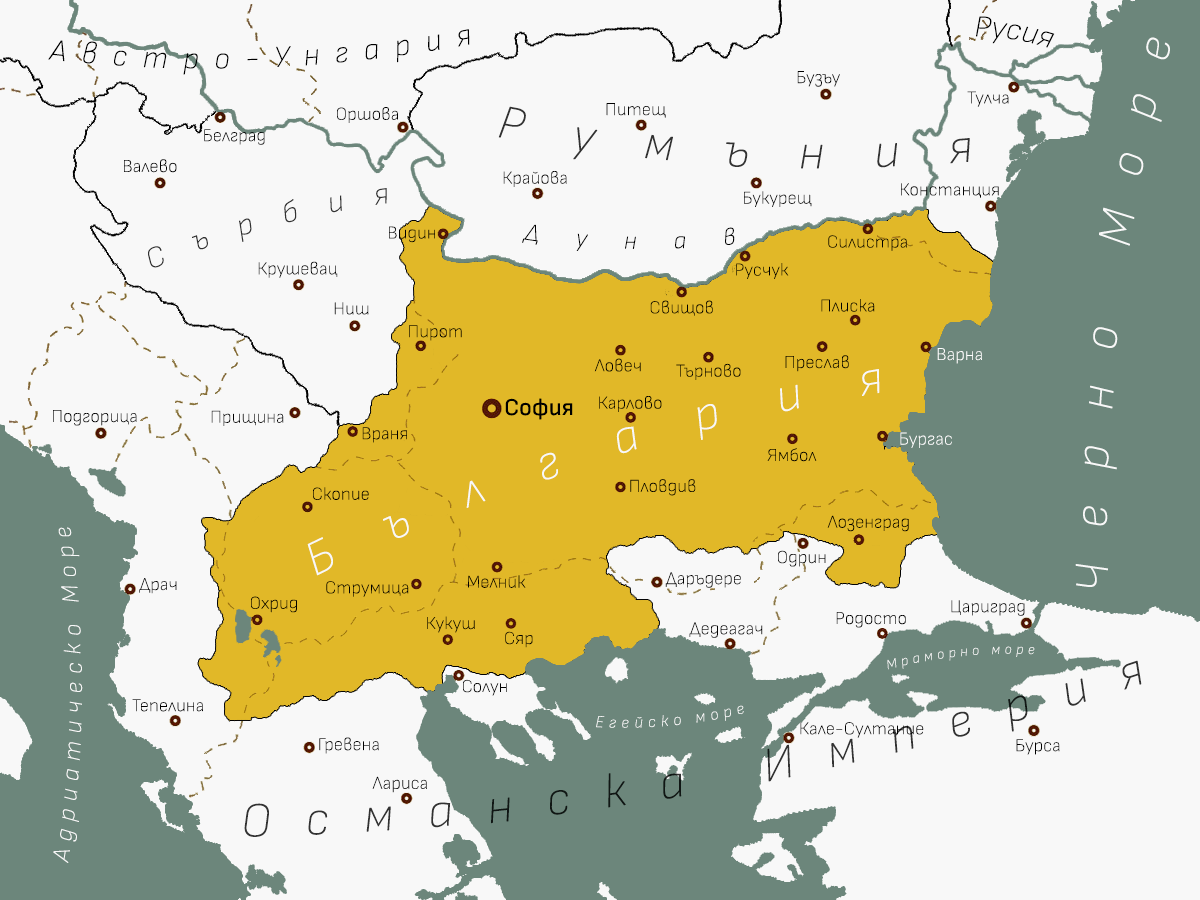 Русия
Австро-Унгария
Бузъу
Тулча
Питещ
Оршова
Белград
Румъния
Черно Море
Валево
Крайова
Букурещ
Констанция
Сърбия
Дунав
Видин
Силистра
Крушевац
Русчук
Свищов
Плиска
Ниш
Пирот
Ловеч
Търново
Преслав
Варна
София
Карлово
Подгорица
Прищина
Враня
Бургас
Ямбол
България
Пловдив
Скопие
Лозенград
Одрин
Адриатическо Море
Драч
Струмица
Мелник
Даръдере
Охрид
Кукуш
Сяр
Дедеагач
Родосто
Цариград
Мраморно море
Солун
Тепелина
Егейско море
Кале-Султание
Гревена
Бурса
Лариса
Османска Империя